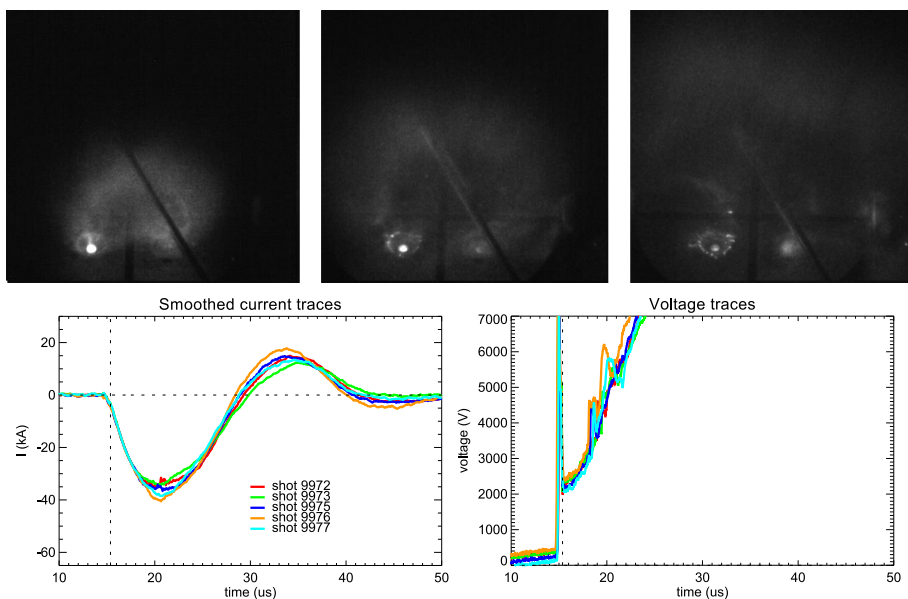 Smoothed current traces
20
0
-20
-40
-60
I (kA)
shot 9972
shot 9973
shot 9975
shot 9976
shot 9977
10
20
30
40
50
time (us)
Voltage traces
7000
6000
5000
4000
3000
2000
1000
0
voltage (V)
10
20
30
40
50
time (us)